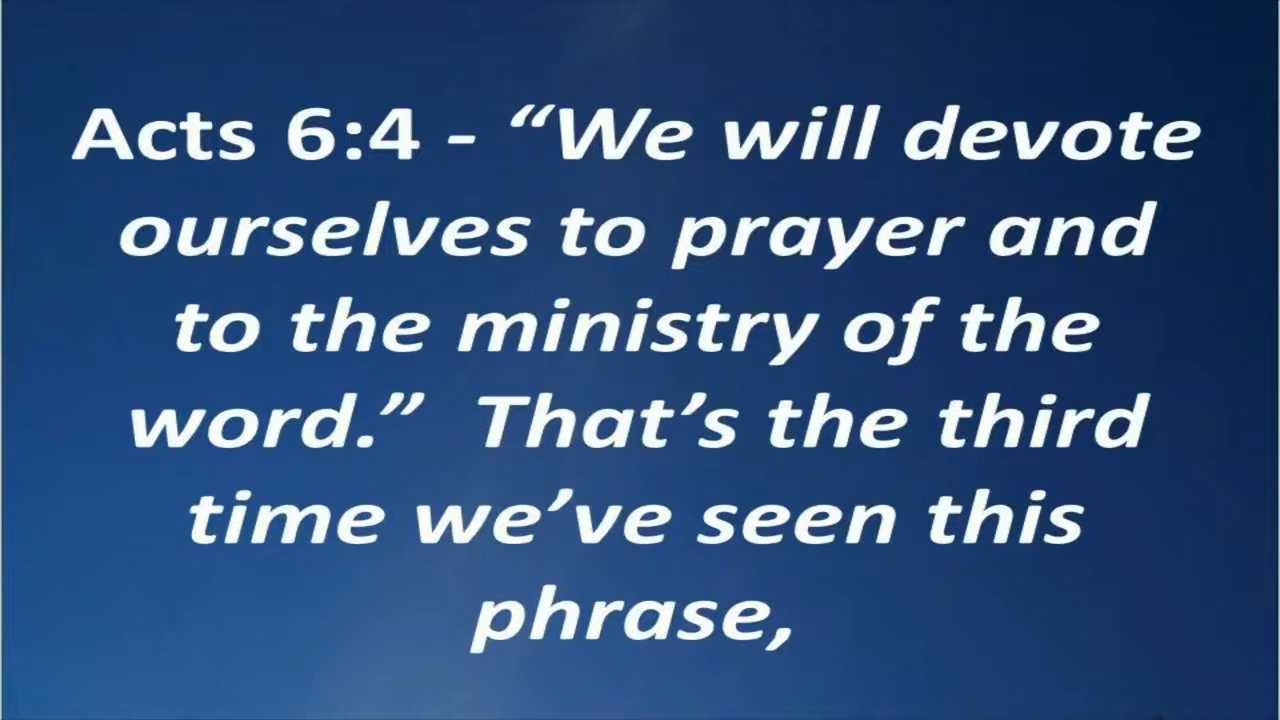 Acts 6:4 - “We will devote
ourselves to prayer and
to the ministry of the
word.”  That’s the third
time we’ve seen this
phrase,